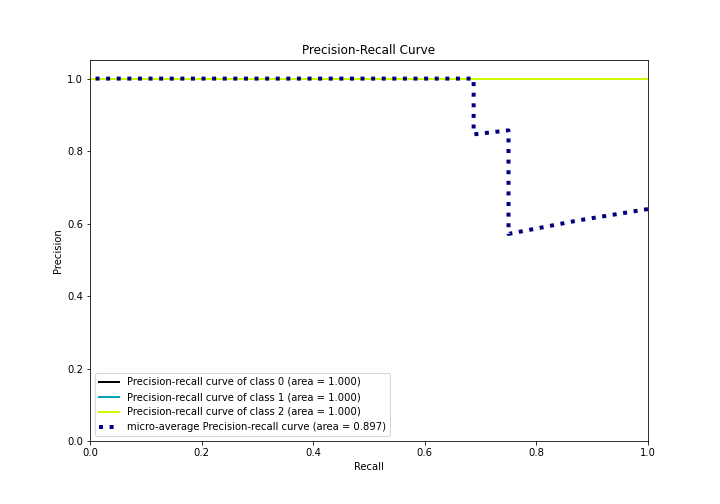 Precision-Recall Curve
1.0
0.8
0.6
0.4
0.2
0.0
Precision
Precision-recall curve of class 0 (area = 1.000)
Precision-recall curve of class 1 (area = 1.000)
Precision-recall curve of class 2 (area = 1.000)
micro-average Precision-recall curve (area = 0.897)
0.0 0.2 0.4 0.6 0.8 1.0
Recall